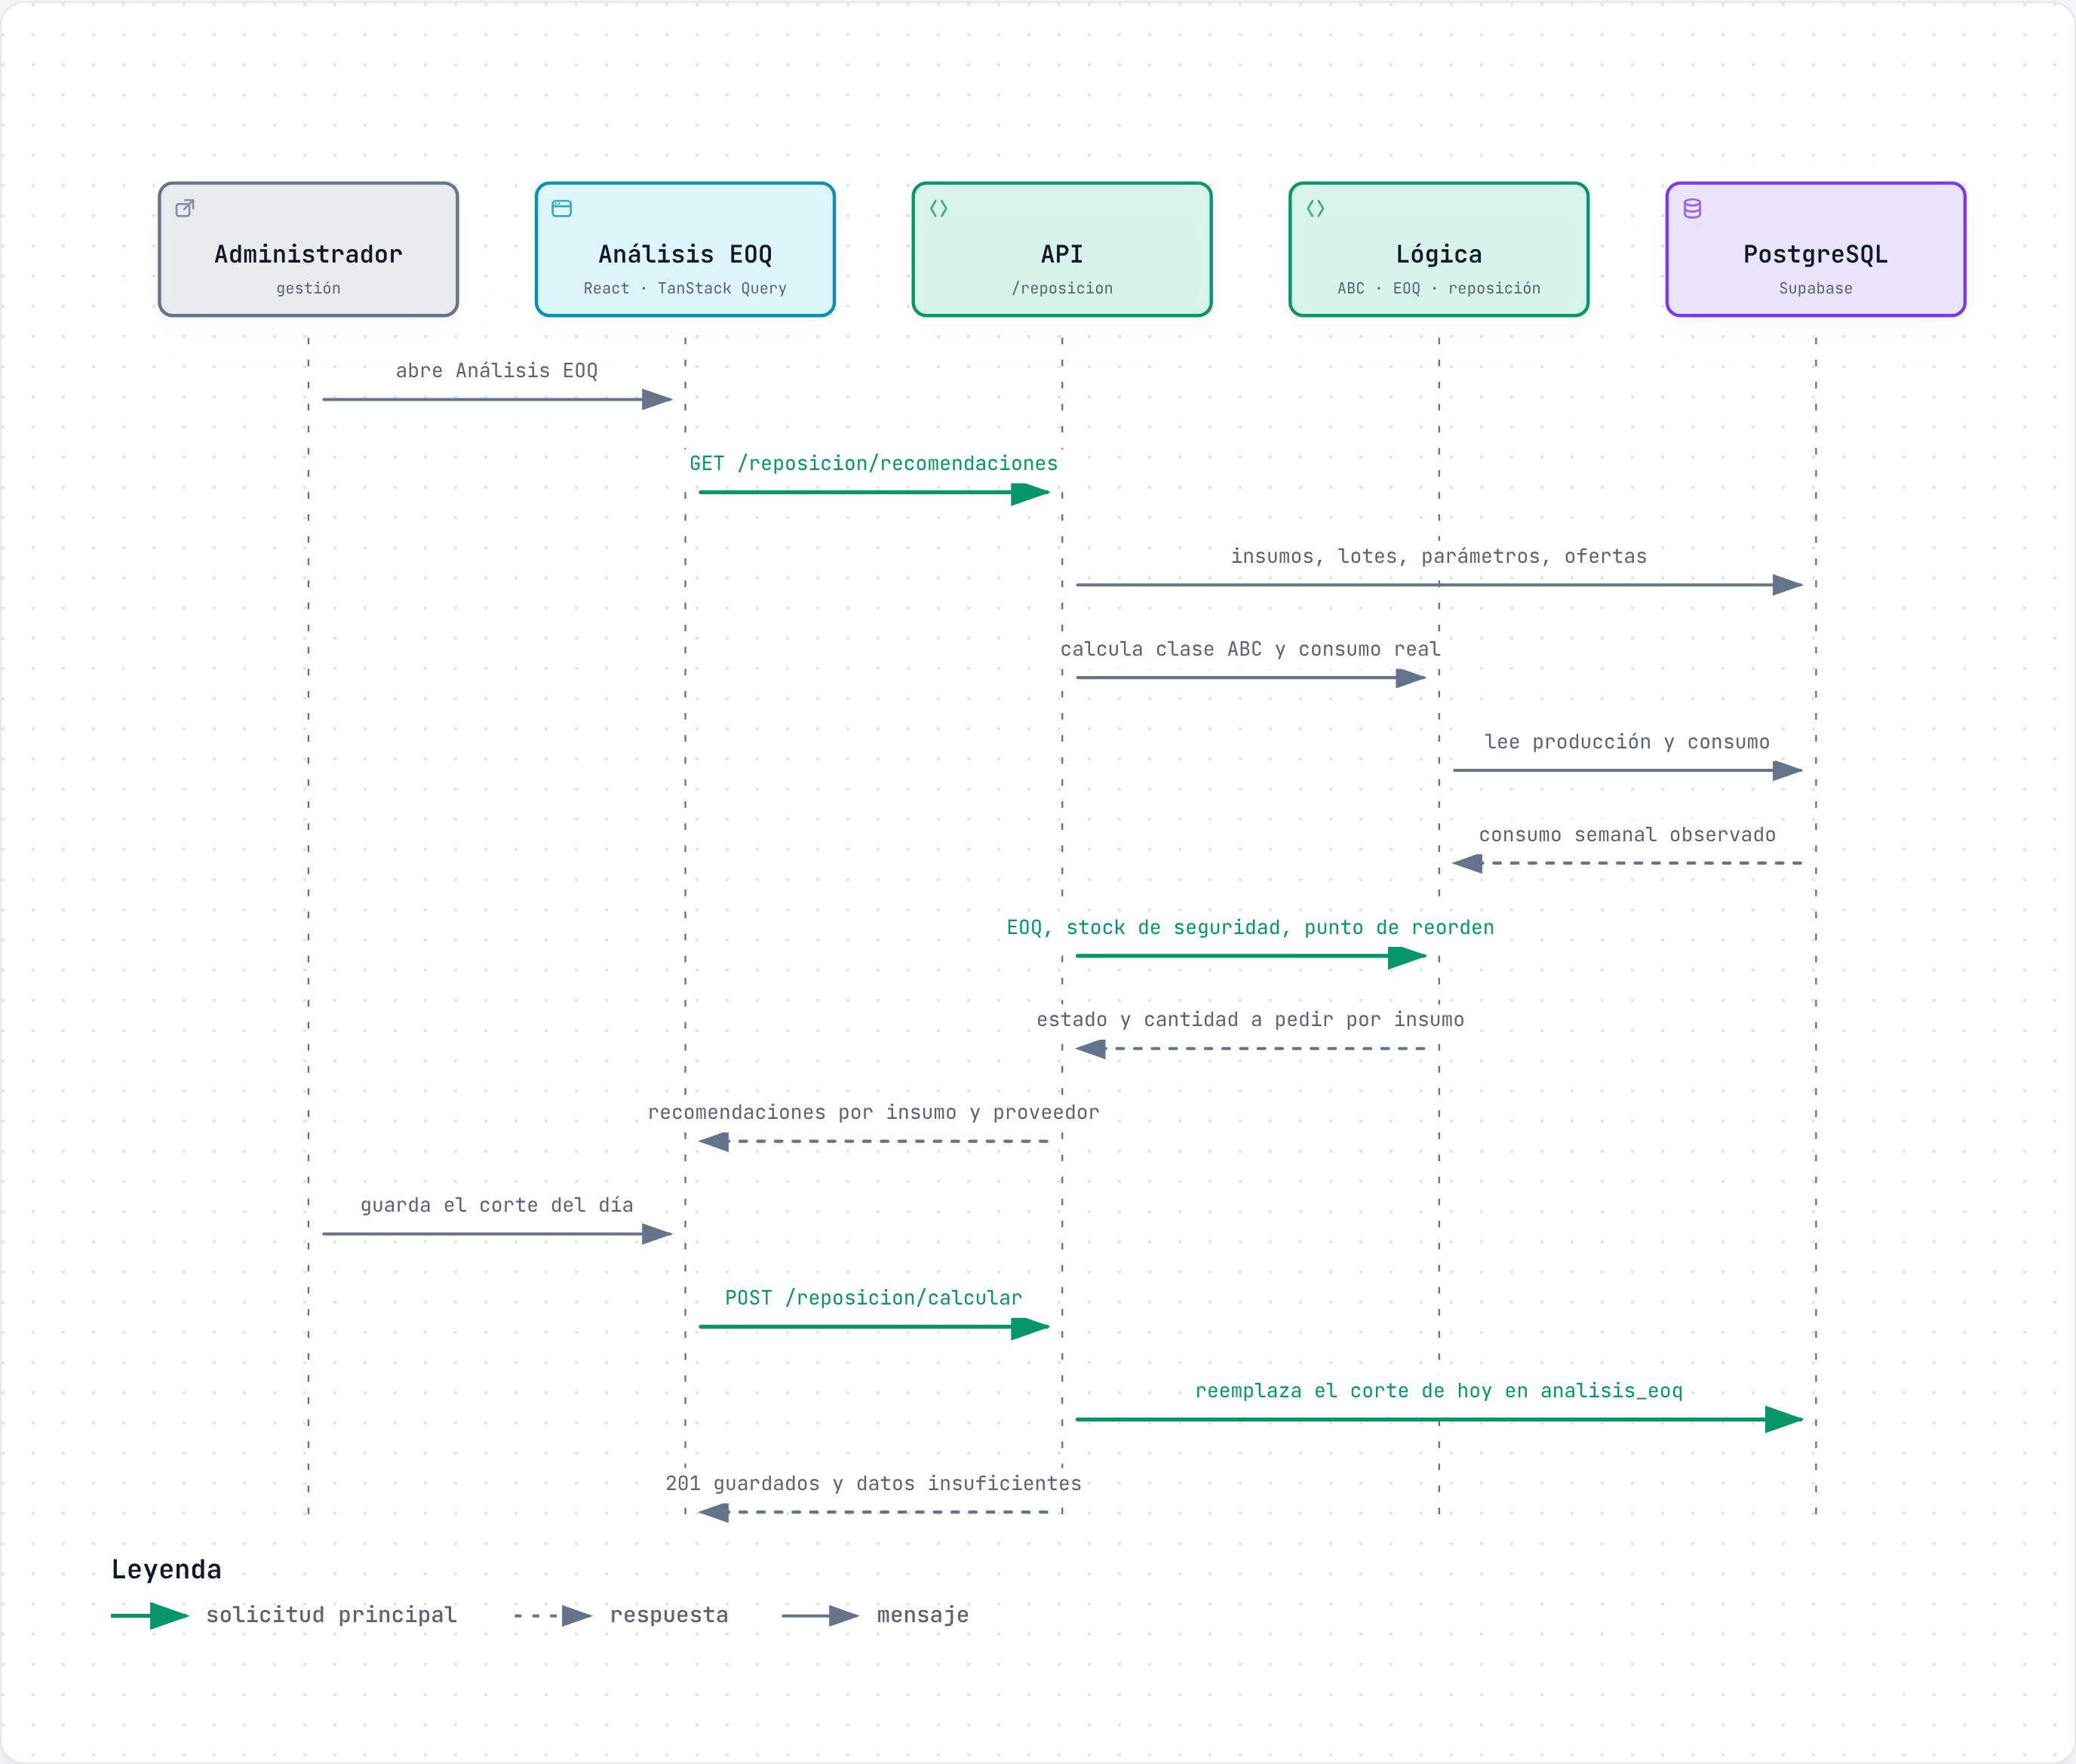 Administrador
gestión
Análisis EOQ
React · TanStack Query
API
/reposicion
Lógica
ABC · EOQ · reposición
PostgreSQL
Supabase
abre Análisis EOQ
GET /reposicion/recomendaciones
insumos, lotes, parámetros, ofertas
calcula clase ABC y consumo real
lee producción y consumo
consumo semanal observado
EOQ, stock de seguridad, punto de reorden
estado y cantidad a pedir por insumo
recomendaciones por insumo y proveedor
guarda el corte del día
POST /reposicion/calcular
reemplaza el corte de hoy en analisis_eoq
201 guardados y datos insuficientes
Leyenda
solicitud principal
respuesta
mensaje